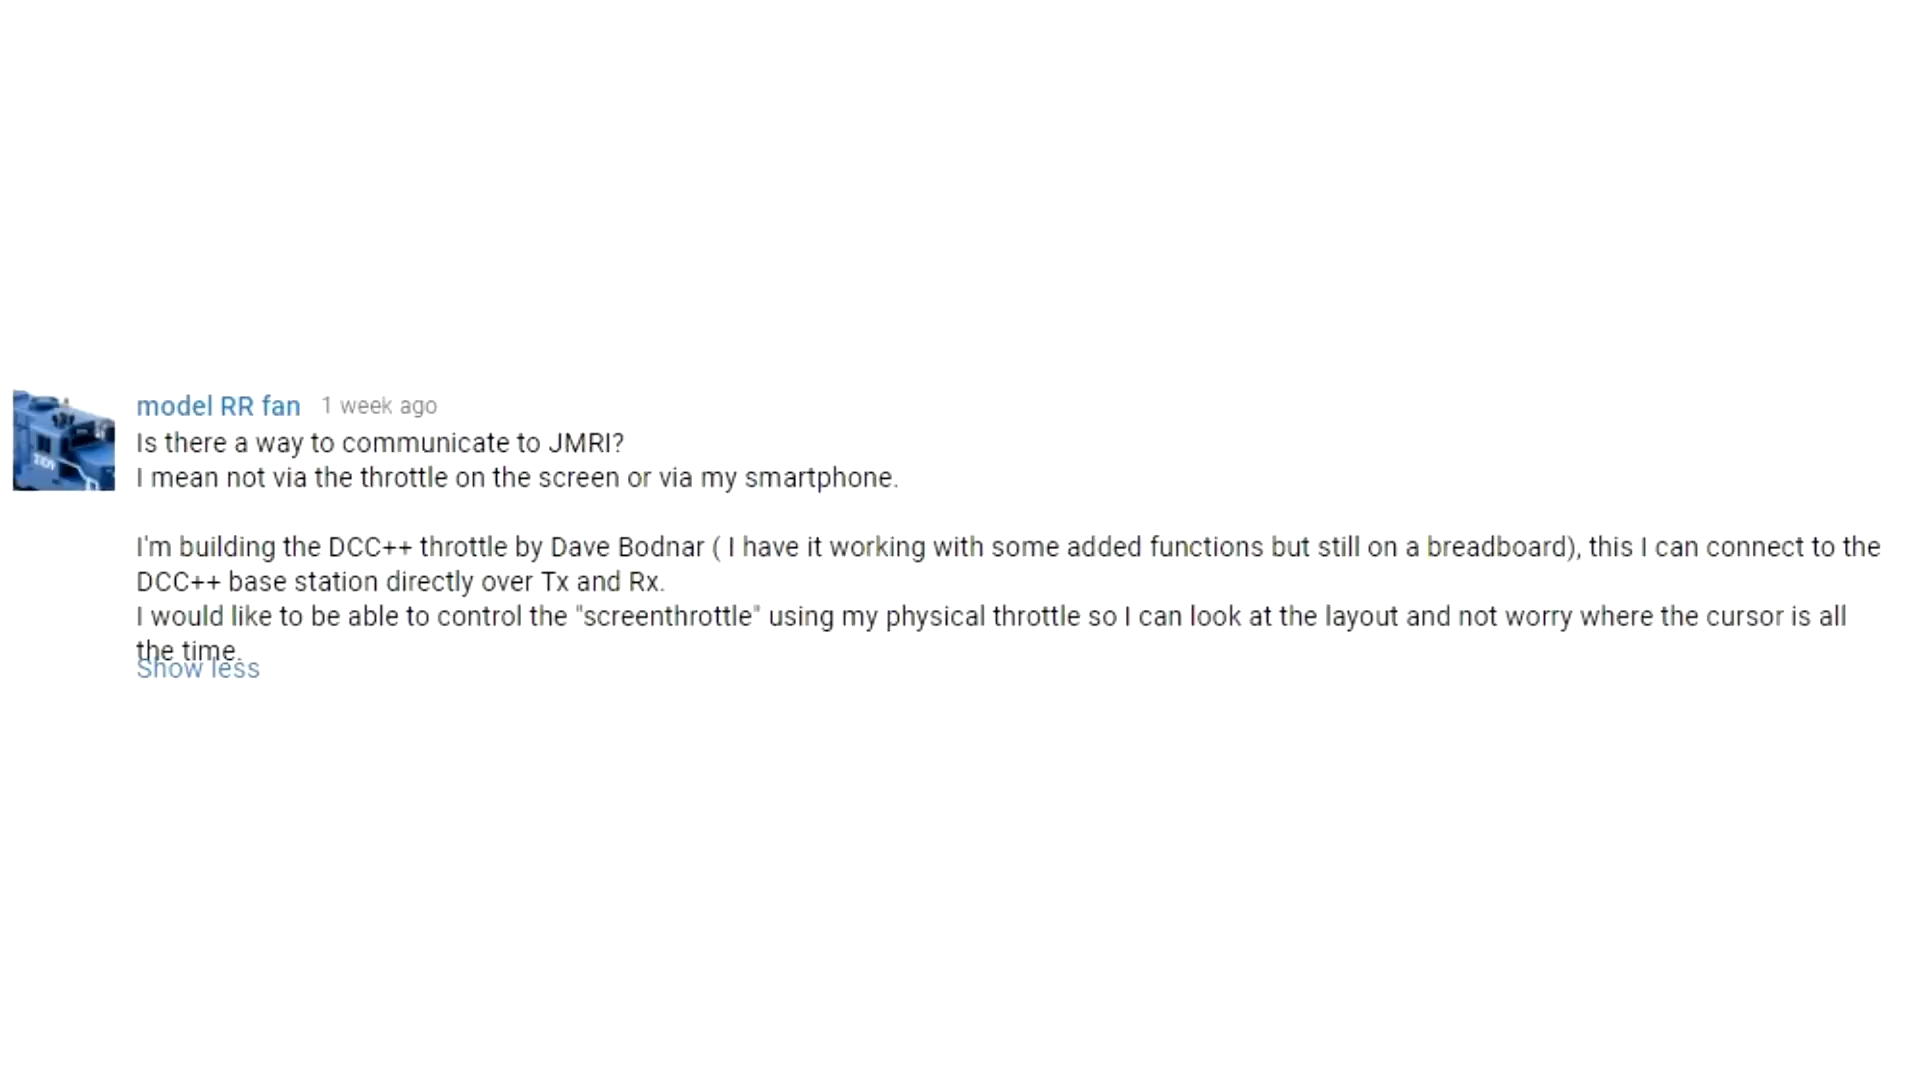 model RR fan 1 week ago
Is there a way to communicate to JMRI?
I mean not via the throttle on the screen or via my smartphone.
I'm building the DCC++ throttle by Dave Bodnar ( I have it working with some added functions but still on a breadboard), this I can connect to the
DCC++ base station directly over Tx and Rx.
I would like to be able to control the "screenthrottle" using my physical throttle so I can look at the layout and not worry where the cursor is all
the time.
Show less